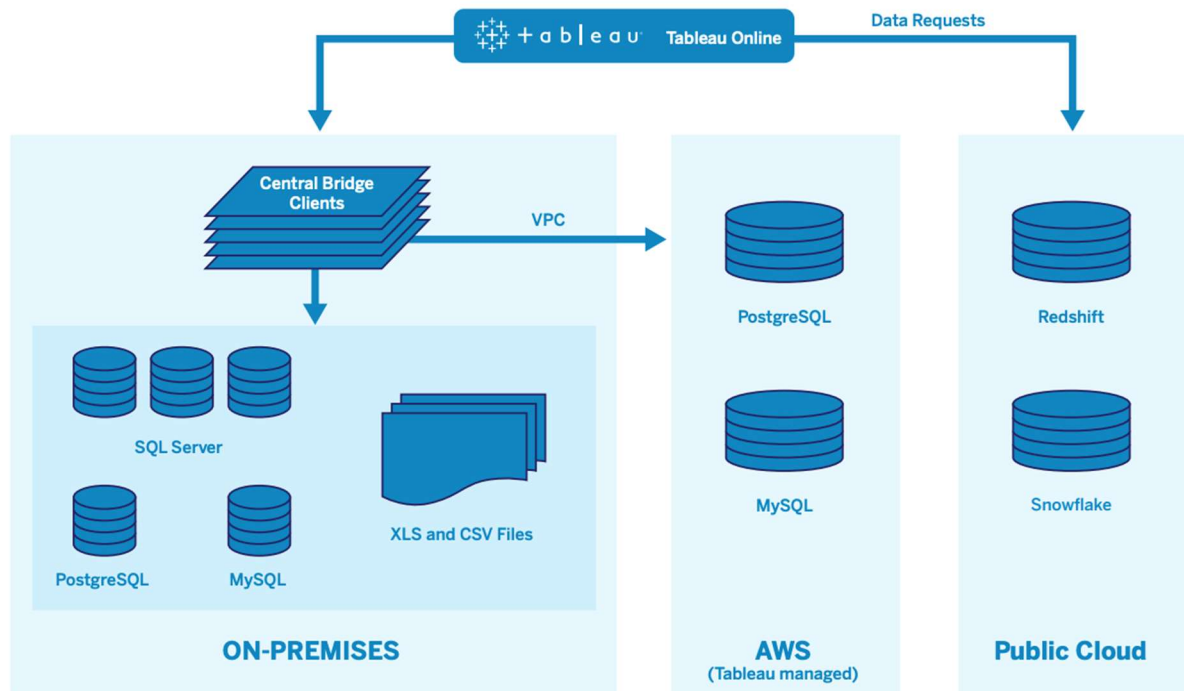 + a b | e a u Tableau Online
Data Requests
Central Bridge
Clients
VPC
SQL Server
PostgreSQL
MySQL
XLS and CSV Files
ON-PREMISES
PostgreSQL
MySQL
AWS
(Tableau managed)
Redshift
Snowflake
Public Cloud